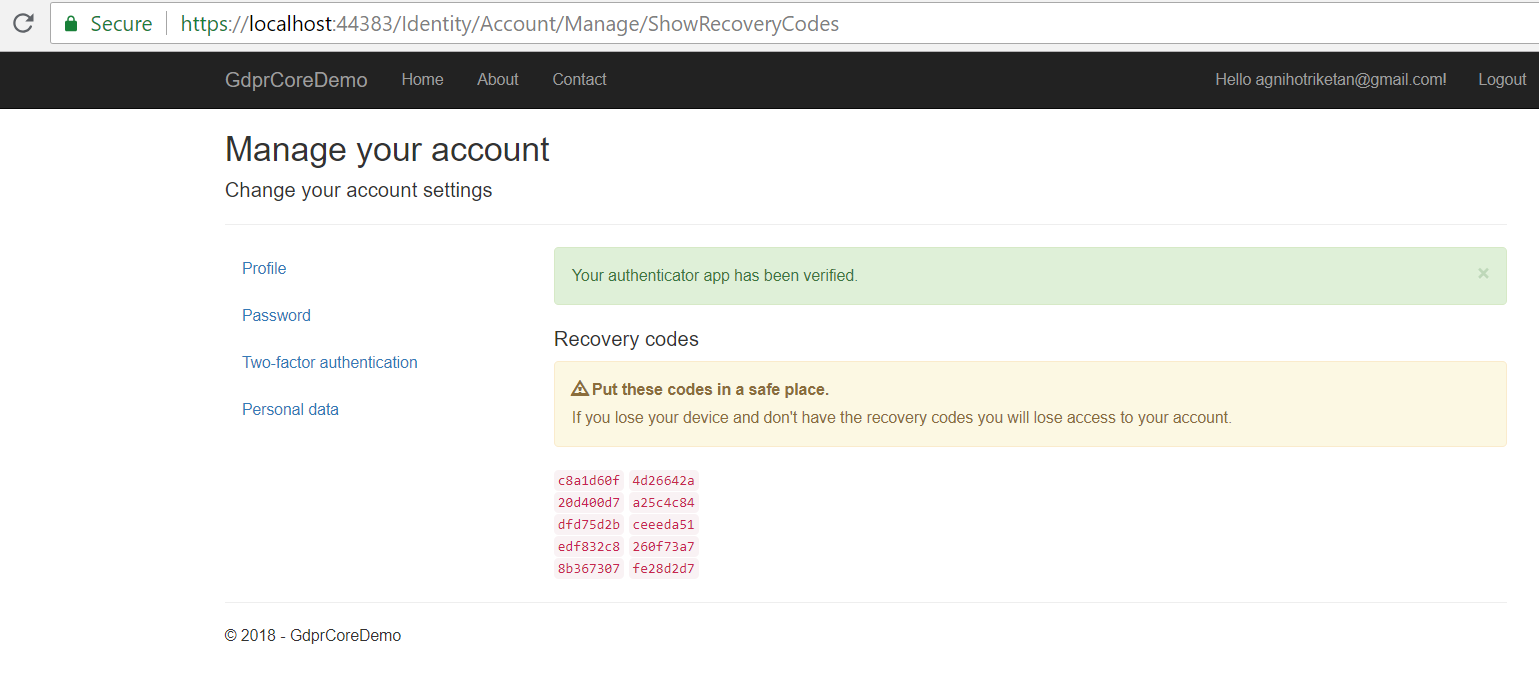 Secure https://localhost:44383/Identity/Account/Manage/ShowRecoveryCodes
GdprCoreDemo Home About Contact Hello agnihotriketan@gmail.com! Logout
Manage your account
Change your account settings
Profile
Password
Two-factor authentication
Personal data
Your authenticator app has been verified. ×
Recovery codes
Put these codes in a safe place.
If you lose your device and don't have the recovery codes you will lose access to your account.
c8a1d60f 4d26642a
20d400d7 a25c4c84
dfd75d2b ceeeda51
edf832c8 260f73a7
8b367307 fe28d2d7
© 2018 - GdprCoreDemo